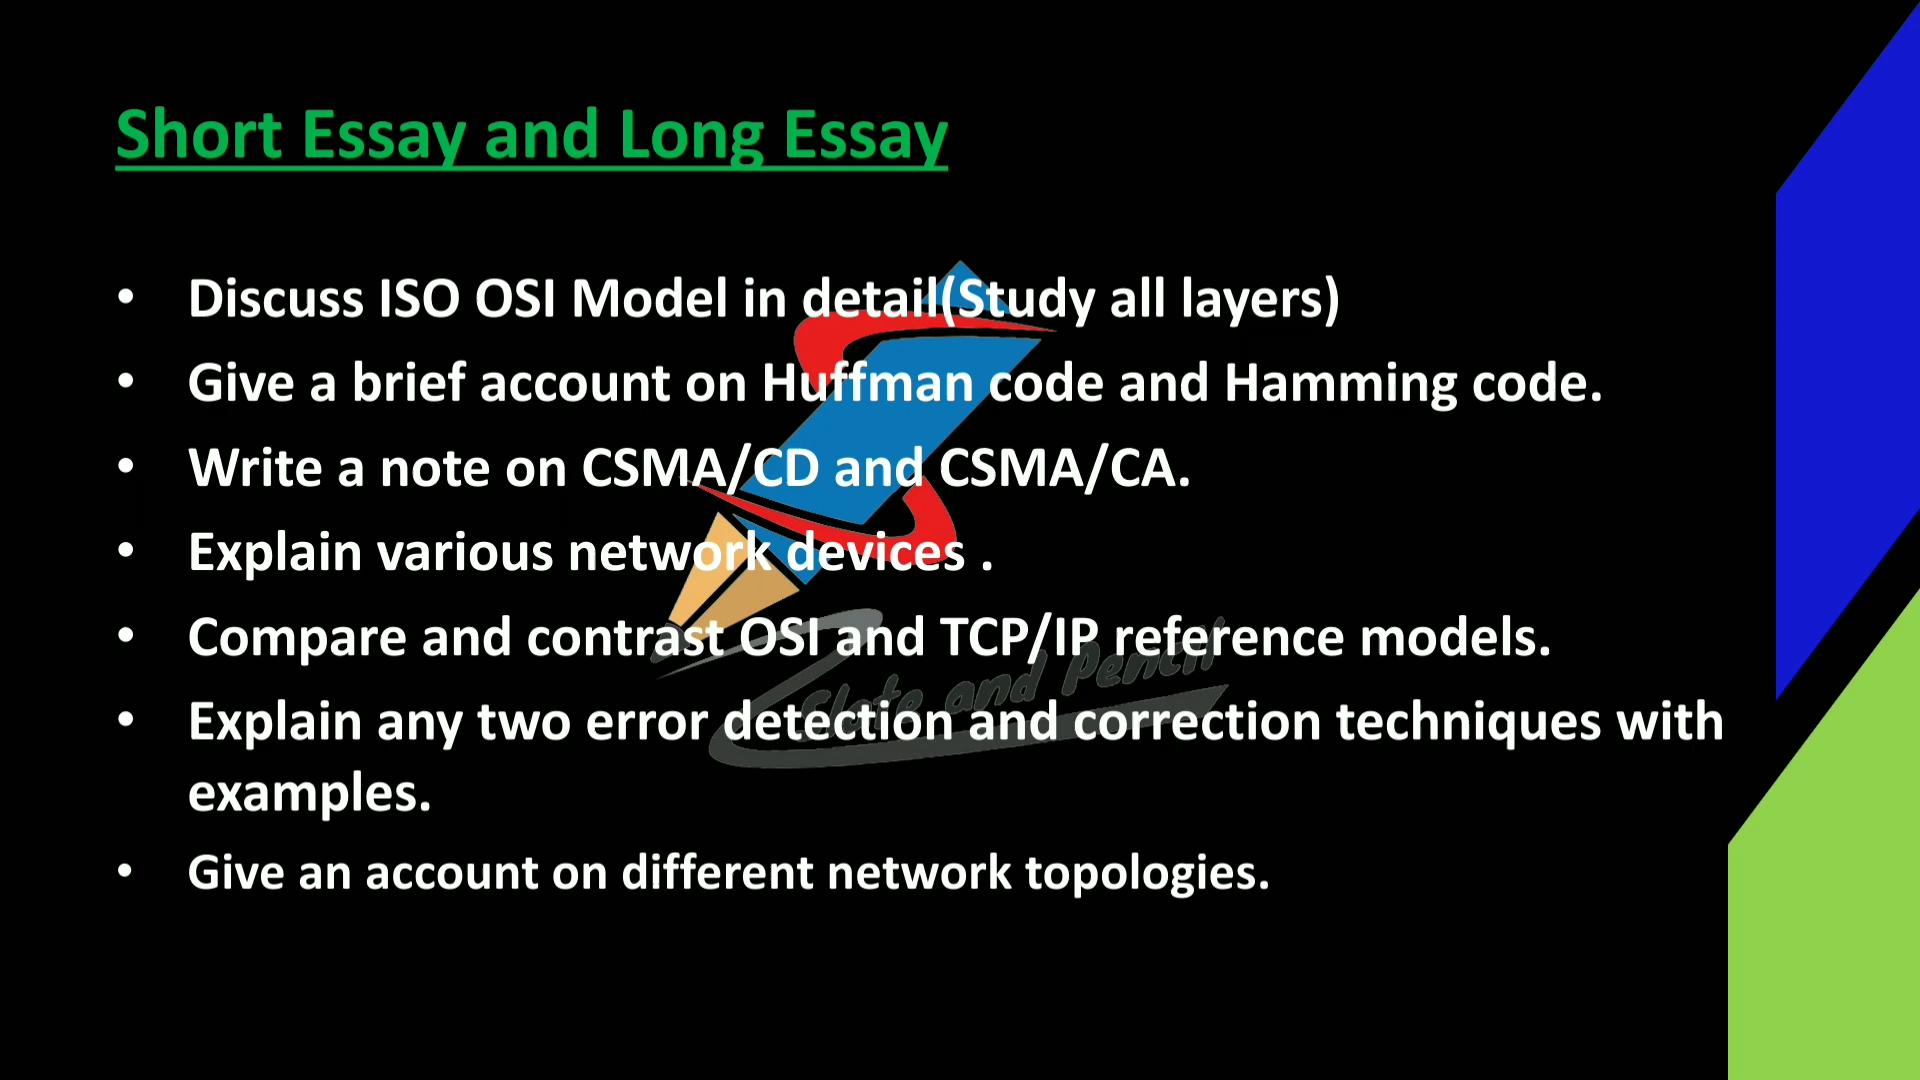 Short Essay and Long Essay
• Discuss ISO OSI Model in detail(Study all layers)
• Give a brief account on Huffman code and Hamming code.
• Write a note on CSMA/CD and CSMA/CA.
• Explain various network devices .
• Compare and contrast OSI and TCP/IP reference models.
• Explain any two error detection and correction techniques with
examples.
• Give an account on different network topologies.
Slate and Pencil